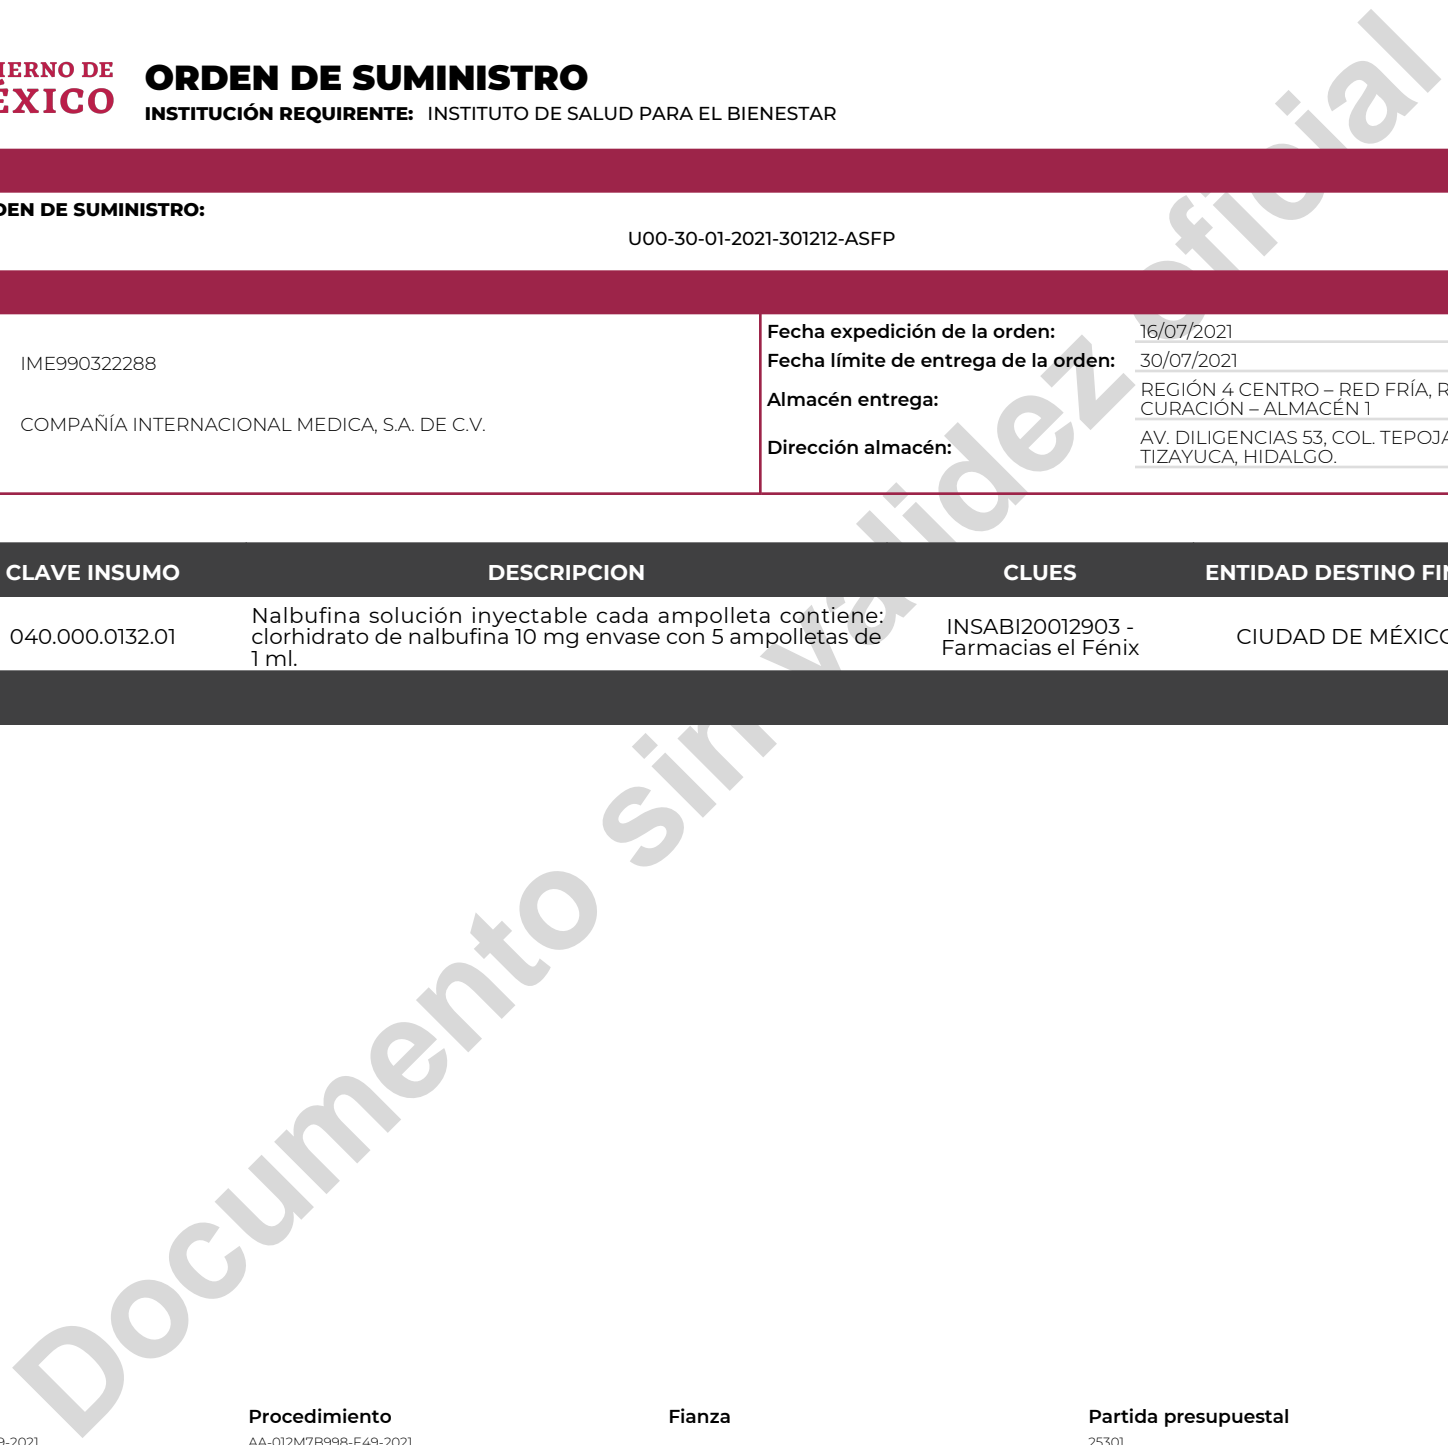 IERNO DE
ÉXICO
ORDEN DE SUMINISTRO
INSTITUCIÓN REQUIRENTE: INSTITUTO DE SALUD PARA EL BIENESTAR
DEN DE SUMINISTRO:
U00-30-01-2021-301212-ASFP
IME990322288
COMPAÑÍA INTERNACIONAL MEDICA, S.A. DE C.V.
Fecha expedición de la orden: 16/07/2021
Fecha límite de entrega de la orden: 30/07/2021
Almacén entrega: REGIÓN 4 CENTRO – RED FRÍA, R
CURACIÓN – ALMACÉN 1
Dirección almacén: AV. DILIGENCIAS 53, COL. TEPOJA
TIZAYUCA, HIDALGO.
CLAVE INSUMO DESCRIPCION CLUES ENTIDAD DESTINO FIN
040.000.0132.01
Nalbufina solución inyectable cada ampolleta contiene:
clorhidrato de nalbufina 10 mg envase con 5 ampolletas de
1 ml.
INSABI20012903 -
Farmacias el Fénix
CIUDAD DE MÉXICO
Documento sin validez oficial
Procedimiento Fianza Partida presupuestal
9-2021 AA-012M7B998-E49-2021 25301